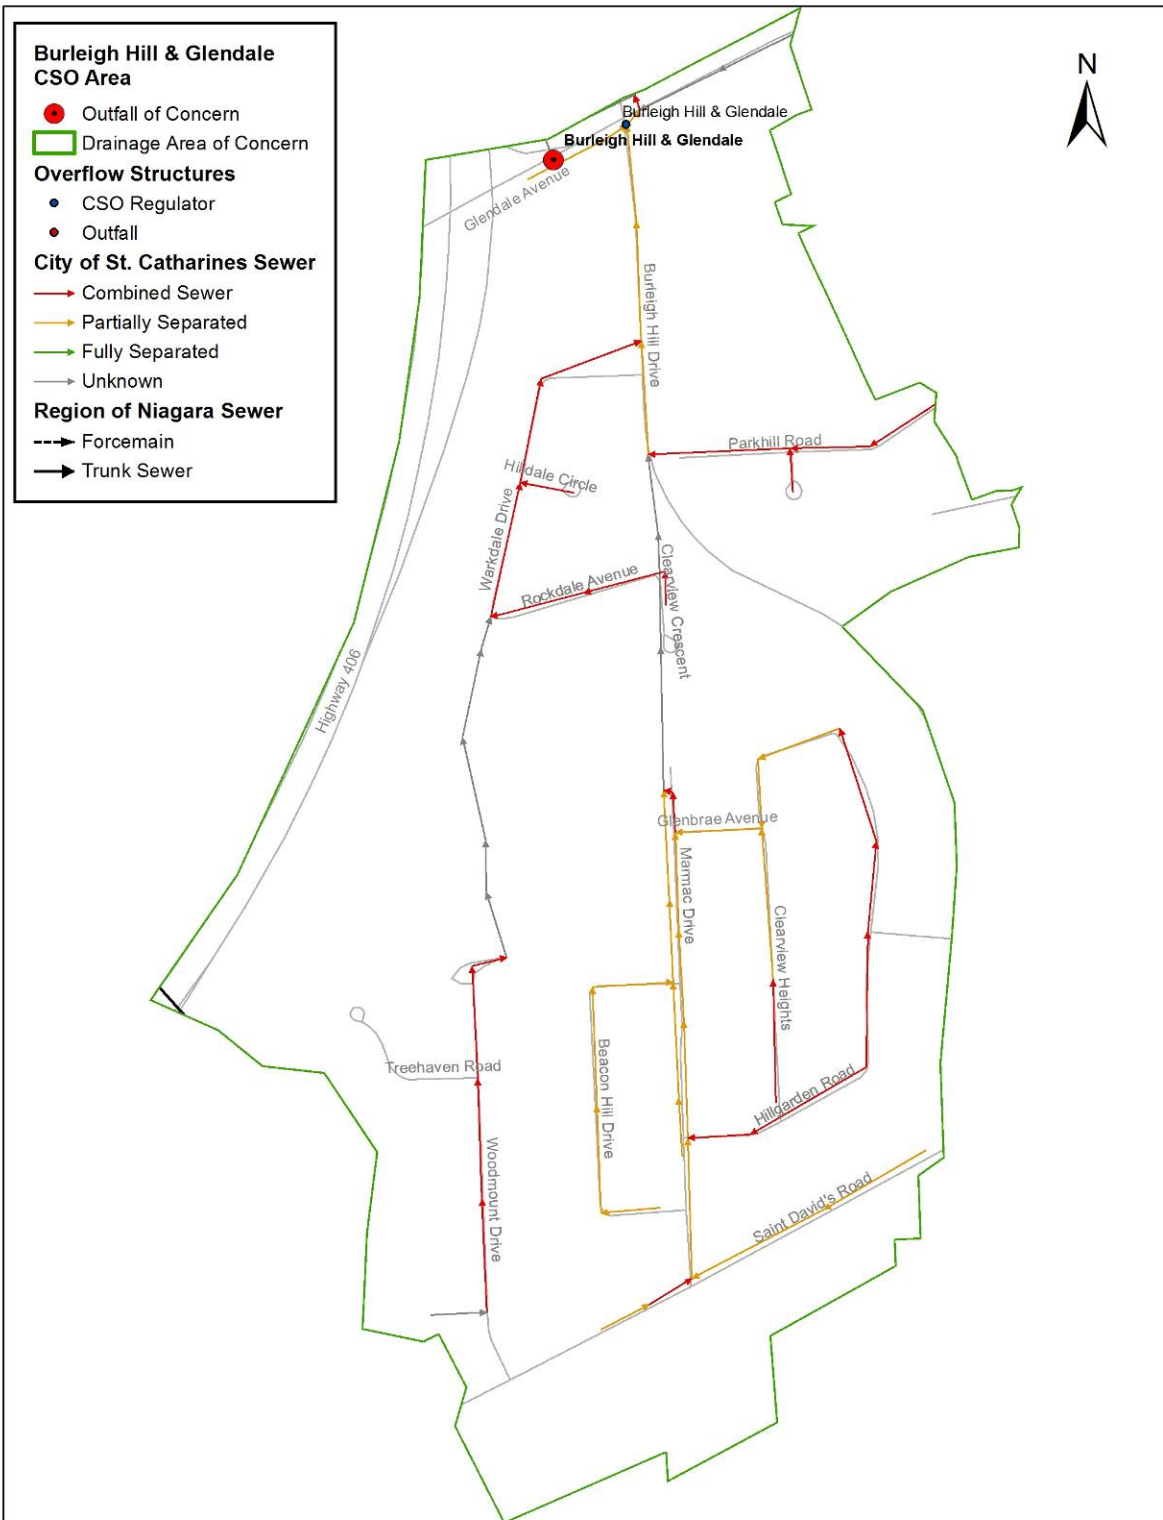 Burleigh Hill & Glendale
CSO Area
Outfall of Concern
Drainage Area of Concern
Overflow Structures
CSO Regulator
Outfall
City of St. Catharines Sewer
Combined Sewer
Partially Separated
Fully Separated
Unknown
Region of Niagara Sewer
Forcemain
Trunk Sewer
N
Burleigh Hill & Glendale
Burleigh Hill & Glendale
Glendale Avenue
Burleigh Hill Drive
Parkhill Road
Hilldale Circle
Warkdale Drive
Rockdale Avenue
Clearview Crescent
Highway 406
Glenbrae Avenue
Marmac Drive
Clearview Heights
Beacon Hill Drive
Treehaven Road
Hillgarden Road
Woodmount Drive
Saint David's Road